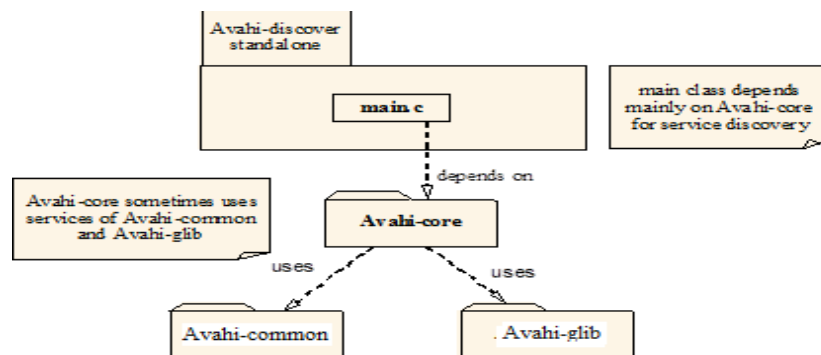 Avahi-discover
standalone
main.c
main class depends
mainly on Avahi-core
for service discovery
depends on
Avahi-core sometimes uses
services of Avahi-common
and Avahi-glib
Avahi-core
uses
uses
Avahi-common
. Avahi-glib